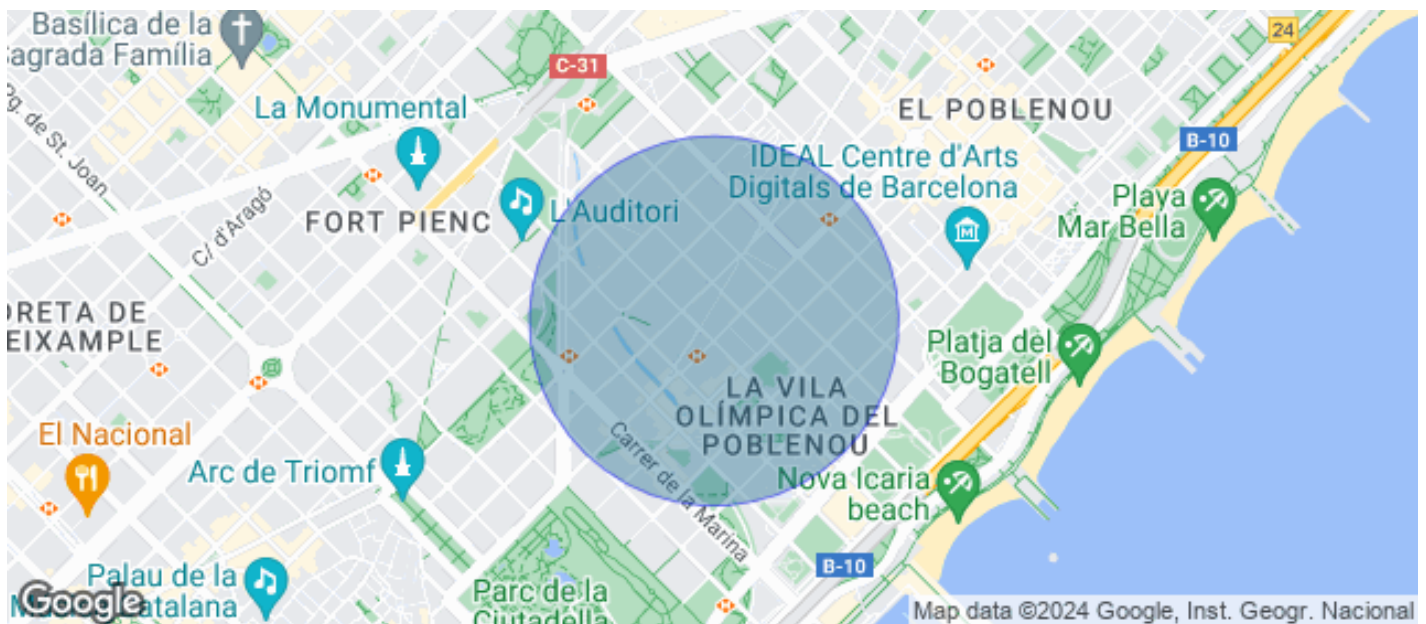 Basílica de la
Sagrada Família
Pg. de St. Joan
La Monumental
C-31
24
EL POBLENOU
B-10
IDEAL Centre d'Arts
Digitals de Barcelona
Playa
Mar Bella
C/ d'Aragó
FORT PIENC
L'Auditori
DRETA DE
EIXAMPLE
Platja del
Bogatell
LA VILA
OLÍMPICA DEL
POBLENOU
El Nacional
Arc de Triomf
Carrer de la Marina
Nova Icaria
beach
B-10
Palau de la
Catalana
Parc de la
Ciutadella
Google
Map data ©2024 Google, Inst. Geogr. Nacional